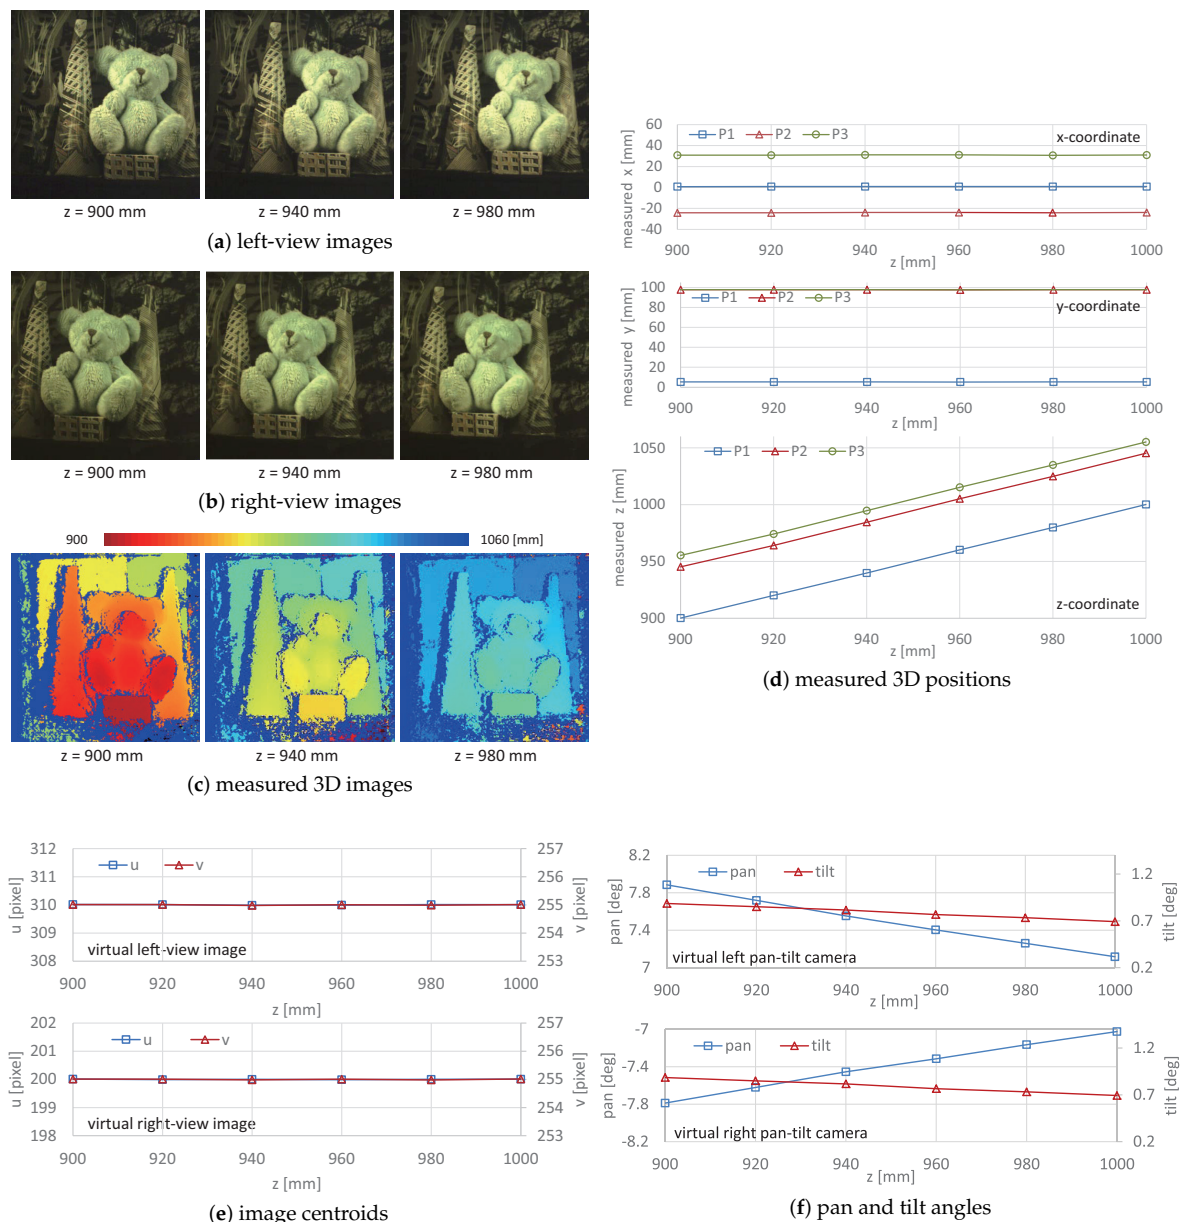 z = 900 mm z = 940 mm z = 980 mm
(a) left-view images
z = 900 mm z = 940 mm z = 980 mm
(b) right-view images
900 1060 [mm]
z = 900 mm z = 940 mm z = 980 mm
(c) measured 3D images
P1 P2 P3
x-coordinate
measured x [mm]
60
40
20
0
-20
-40
900 920 940 960 980 1000
z [mm]
P1 P2 P3
y-coordinate
measured y [mm]
100
80
60
40
20
0
900 920 940 960 980 1000
z [mm]
P1 P2 P3
z-coordinate
measured z [mm]
1050
1000
950
900
900 920 940 960 980 1000
z [mm]
(d) measured 3D positions
u v
u [pixel]
312
311
310
309
308
v [pixel]
257
256
255
254
253
virtual left-view image
900 920 940 960 980 1000
z [mm]
u v
u [pixel]
202
201
200
199
198
v [pixel]
257
256
255
254
253
virtual right-view image
900 920 940 960 980 1000
z [mm]
(e) image centroids
pan tilt
pan [deg]
8.2
7.8
7.4
7
tilt [deg]
1.2
0.7
0.2
virtual left pan-tilt camera
900 920 940 960 980 1000
z [mm]
pan tilt
pan [deg]
-7
-7.4
-7.8
-8.2
tilt [deg]
1.2
0.7
0.2
virtual right pan-tilt camera
900 920 940 960 980 1000
z [mm]
(f) pan and tilt angles